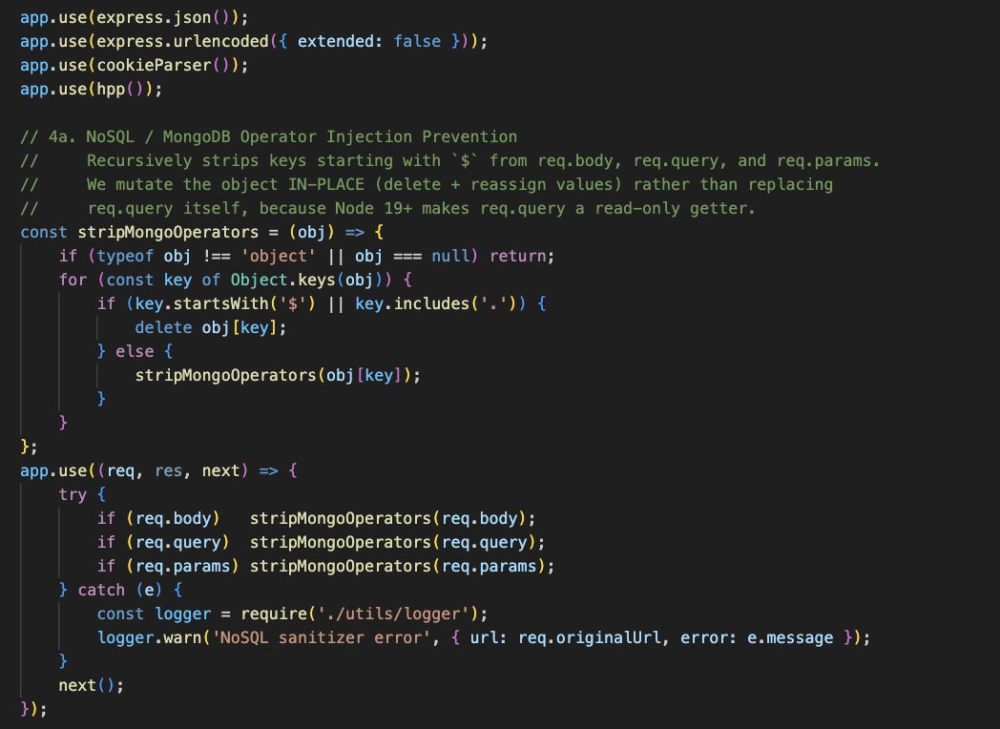 app.use(express.json());
app.use(express.urlencoded({ extended: false }));
app.use(cookieParser());
app.use(hpp());

// 4a. NoSQL / MongoDB Operator Injection Prevention
//     Recursively strips keys starting with `$` from req.body, req.query, and req.params.
//     We mutate the object IN-PLACE (delete + reassign values) rather than replacing
//     req.query itself, because Node 19+ makes req.query a read-only getter.
const stripMongoOperators = (obj) => {
    if (typeof obj !== 'object' || obj === null) return;
    for (const key of Object.keys(obj)) {
        if (key.startsWith('$') || key.includes('.')) {
            delete obj[key];
        } else {
            stripMongoOperators(obj[key]);
        }
    }
};
app.use((req, res, next) => {
    try {
        if (req.body)   stripMongoOperators(req.body);
        if (req.query)  stripMongoOperators(req.query);
        if (req.params) stripMongoOperators(req.params);
    } catch (e) {
        const logger = require('./utils/logger');
        logger.warn('NoSQL sanitizer error', { url: req.originalUrl, error: e.message });
    }
    next();
});